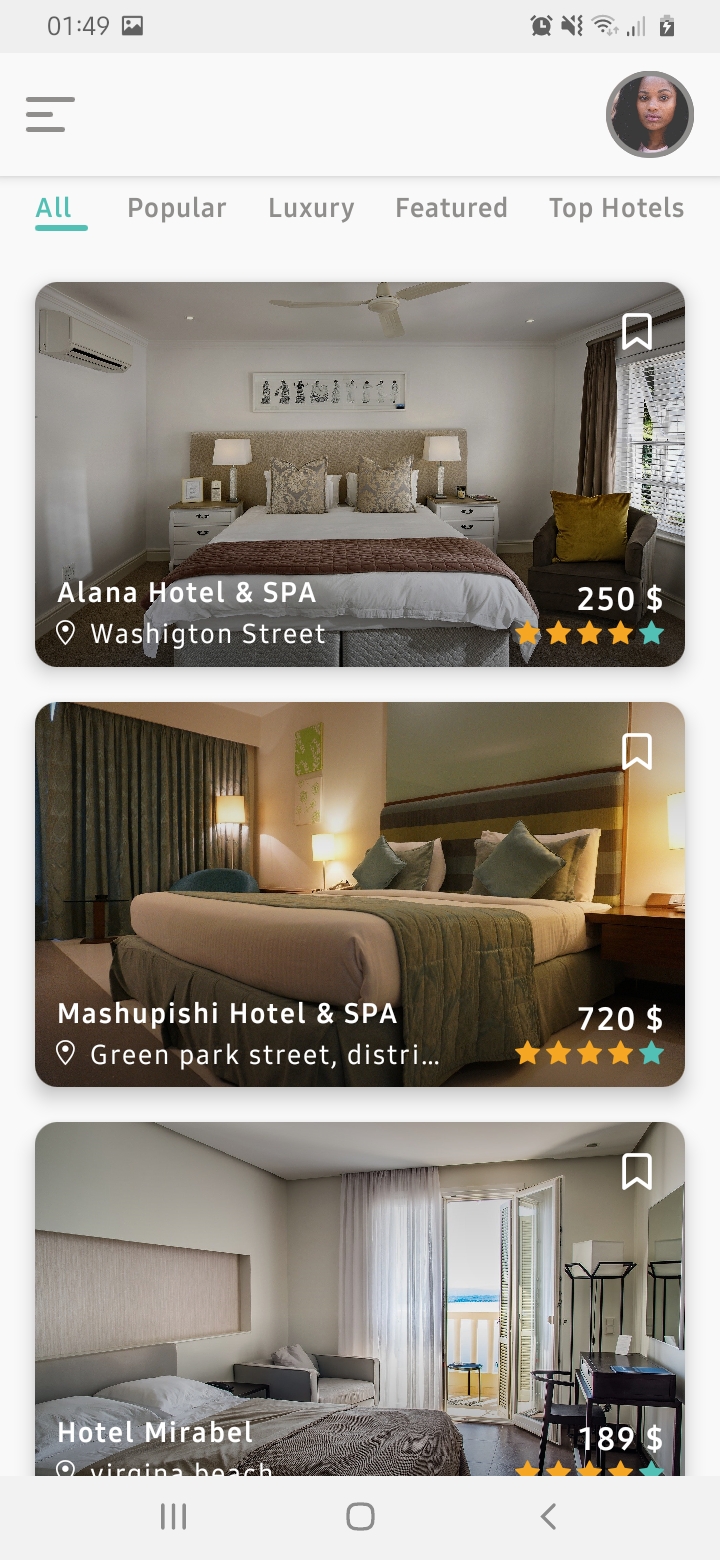 01:49
All Popular Luxury Featured Top Hotels
Alana Hotel & SPA
250 $
Washigton Street
Mashupishi Hotel & SPA
720 $
Green park street, distri...
Hotel Mirabel
189 $
virgina beach